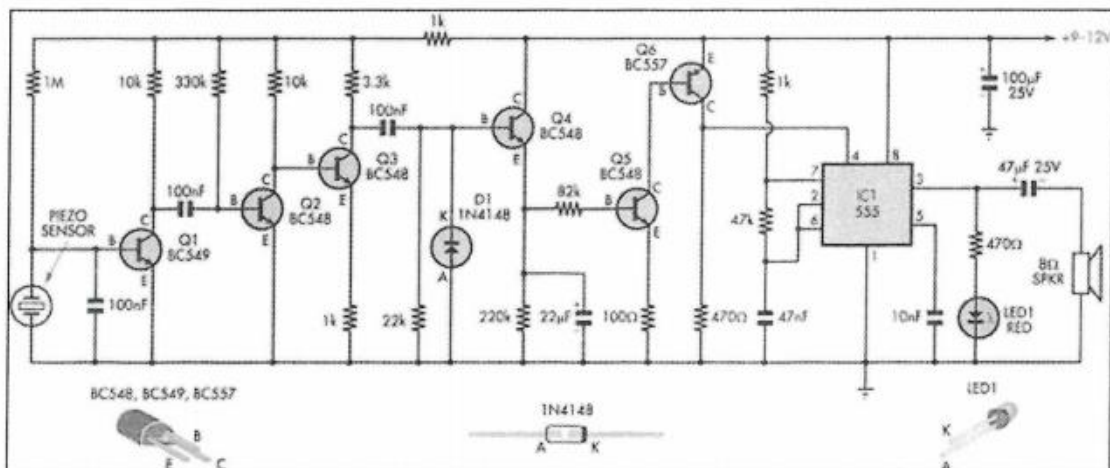 1k
+9-12V
Q6
BC557
E
B
C
1M
10k
330k
10k
3.3k
1k
100µF
25V
100nF
C
B
Q4
BC548
E
C
B
Q3
BC548
E
4
8
47µF 25V
7
3
IC1
555
2
6
5
1
82k
C
B
Q5
BC548
E
100nF
C
B
Q2
BC548
E
D1
1N4148
K
A
47k
PIEZO
SENSOR
C
B
Q1
BC549
E
470Ω
8Ω
SPKR
100nF
1k
22k
220k
22µF
100Ω
470Ω
47nF
10nF
LED1
RED
BC548, BC549, BC557
B
E
C
1N4148
A
K
LED1
K
A